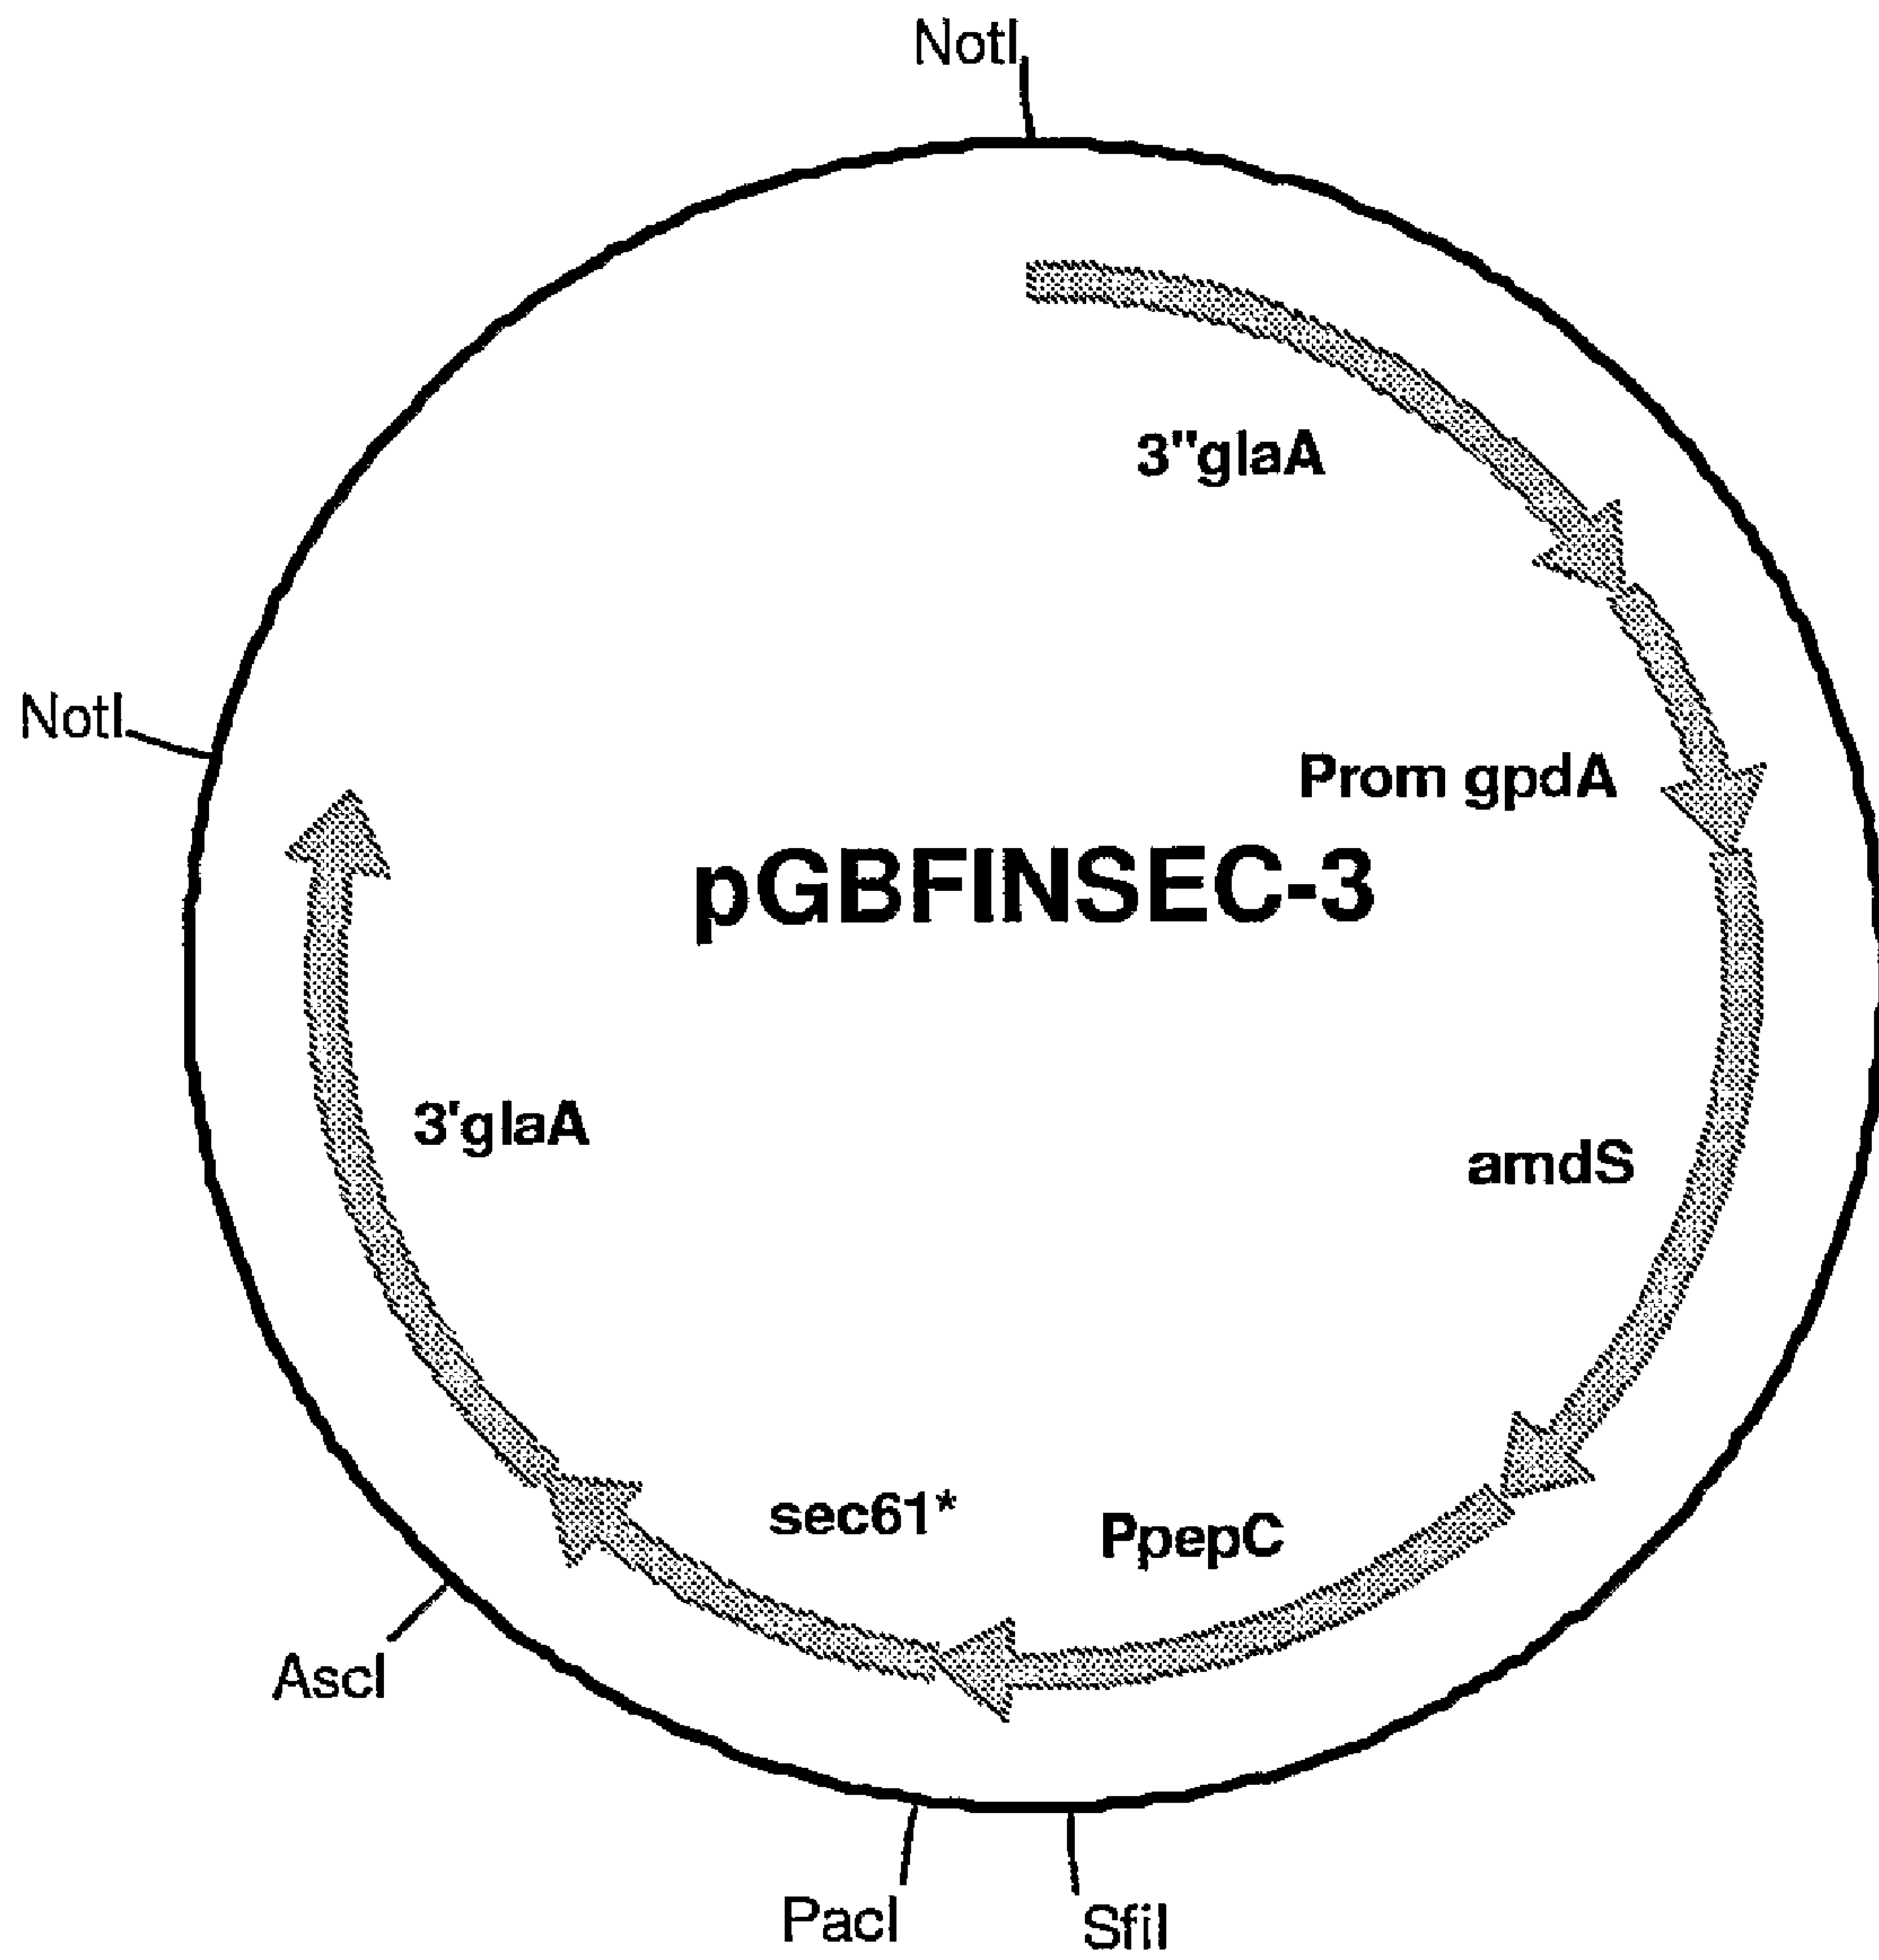 NotI
3"glaA
NotI
Prom gpdA
pGBFINSEC-3
3'glaA
amdS
sec61*
PpepC
AscI
PacI
SfiI